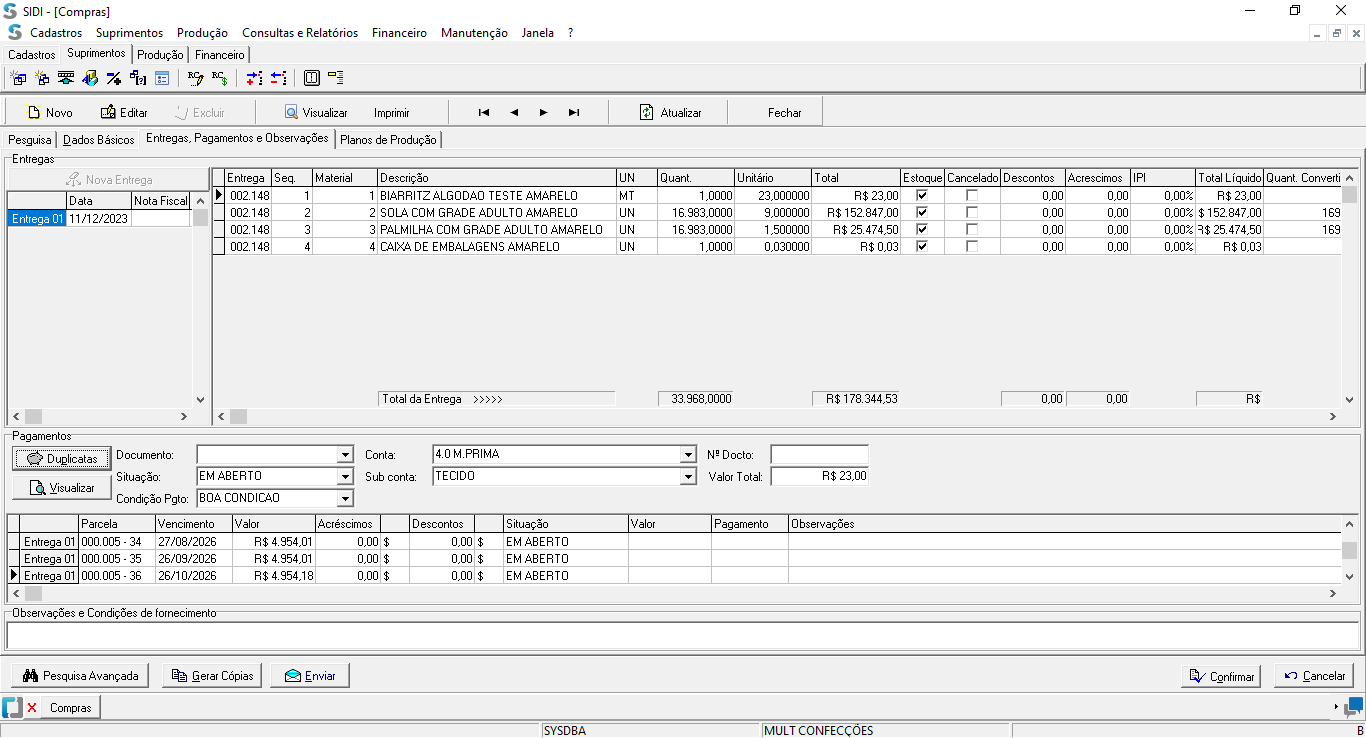 SIDI - [Compras]
Cadastros Suprimentos Produção Consultas e Relatórios Financeiro Manutenção Janela ?
Cadastros Suprimentos Produção Financeiro
Novo Editar Excluir Visualizar Imprimir Atualizar Fechar
Pesquisa Dados Básicos Entregas, Pagamentos e Observações Planos de Produção
Entregas
Nova Entrega
Data Nota Fiscal
Entrega 01 11/12/2023
Entrega Seq. Material Descrição UN Quant. Unitário Total Estoque Cancelado Descontos Acrescimos IPI Total Líquido Quant. Converti
002.148 1 1 BIARRITZ ALGODAO TESTE AMARELO MT 1,0000 23,000000 R$ 23,00 0,00 0,00 0,00% R$ 23,00
002.148 2 2 SOLA COM GRADE ADULTO AMARELO UN 16.983,0000 9,000000 R$ 152.847,00 0,00 0,00 0,00% $ 152.847,00 169
002.148 3 3 PALMILHA COM GRADE ADULTO AMARELO UN 16.983,0000 1,500000 R$ 25.474,50 0,00 0,00 0,00% R$ 25.474,50 169
002.148 4 4 CAIXA DE EMBALAGENS AMARELO UN 1,0000 0,030000 R$ 0,03 0,00 0,00 0,00% R$ 0,03
Total da Entrega >>>>> 33.968,0000 R$ 178.344,53 0,00 0,00 R$
Pagamentos
Duplicatas Documento: Conta: 4.0 M.PRIMA Nº Docto:
Situação: EM ABERTO Sub conta: TECIDO Valor Total: R$ 23,00
Visualizar Condição Pgto: BOA CONDICAO
Parcela Vencimento Valor Acréscimos Descontos Situação Valor Pagamento Observações
Entrega 01 000.005 - 34 27/08/2026 R$ 4.954,01 0,00 $ 0,00 $ EM ABERTO
Entrega 01 000.005 - 35 26/09/2026 R$ 4.954,01 0,00 $ 0,00 $ EM ABERTO
Entrega 01 000.005 - 36 26/10/2026 R$ 4.954,18 0,00 $ 0,00 $ EM ABERTO
Observações e Condições de fornecimento
Pesquisa Avançada Gerar Cópias Enviar Confirmar Cancelar
Compras
SYSDBA MULT CONFECÇÕES B